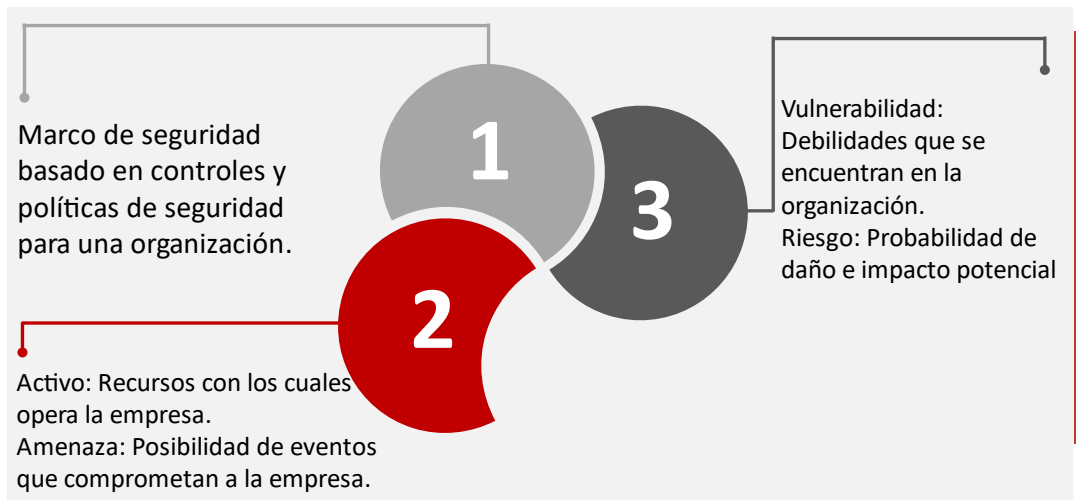 1
Marco de seguridad
basado en controles y
políticas de seguridad
para una organización.
2
Activo: Recursos con los cuales
opera la empresa.
Amenaza: Posibilidad de eventos
que comprometan a la empresa.
3
Vulnerabilidad:
Debilidades que se
encuentran en la
organización.
Riesgo: Probabilidad de
daño e impacto potencial